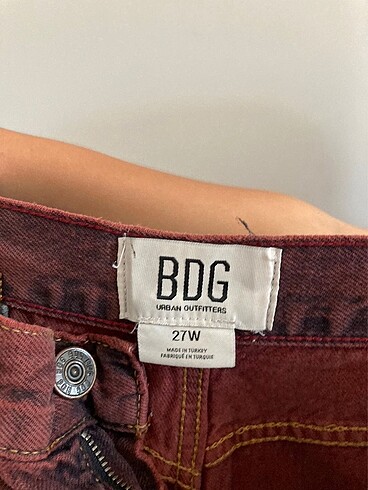 BDG
URBAN OUTFITTERS
27W
MADE IN TURKEY
FABRIQUÉ EN TURQUIE